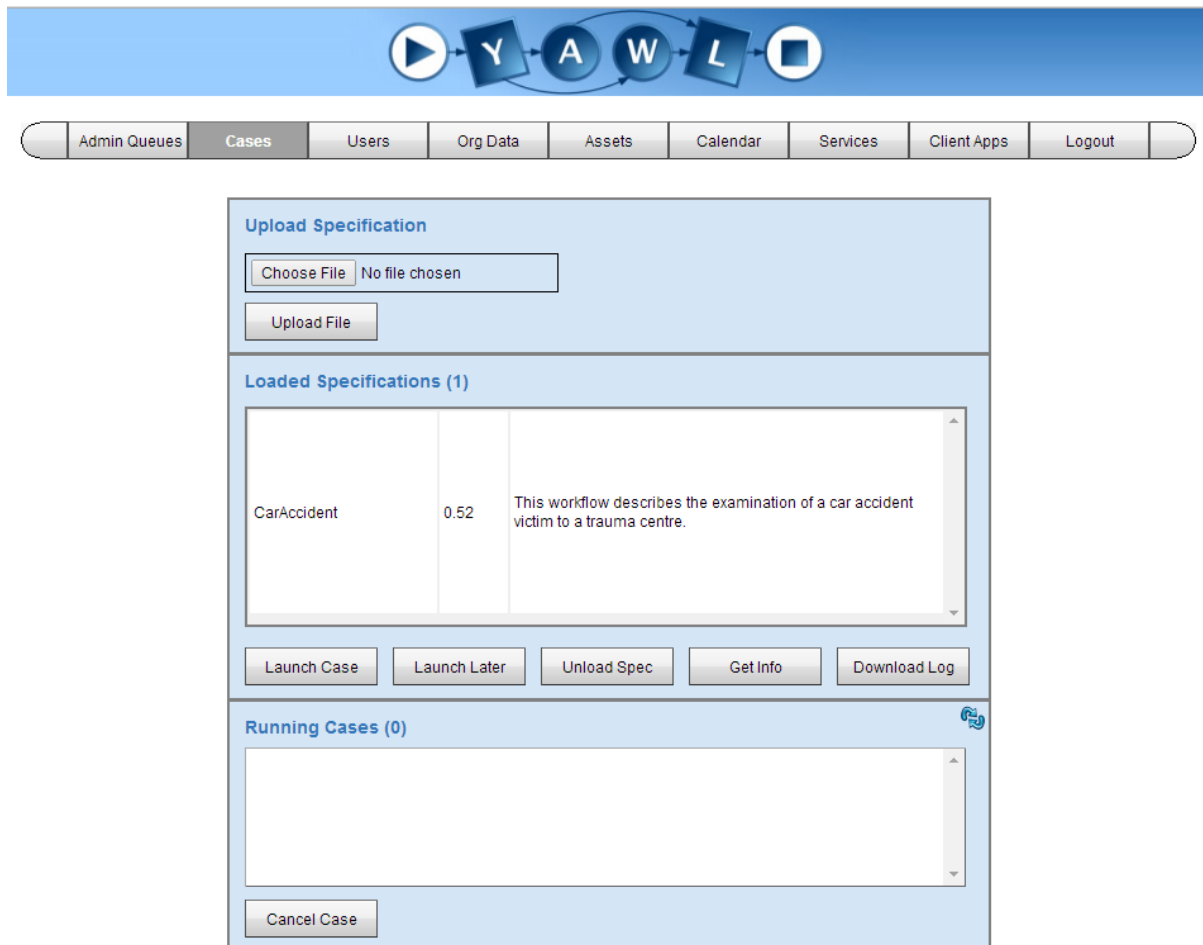 YAWL
Admin Queues Cases Users Org Data Assets Calendar Services Client Apps Logout
Upload Specification
Choose File No file chosen
Upload File
Loaded Specifications (1)
CarAccident 0.52 This workflow describes the examination of a car accident
victim to a trauma centre.
Launch Case Launch Later Unload Spec Get Info Download Log
Running Cases (0)
Cancel Case